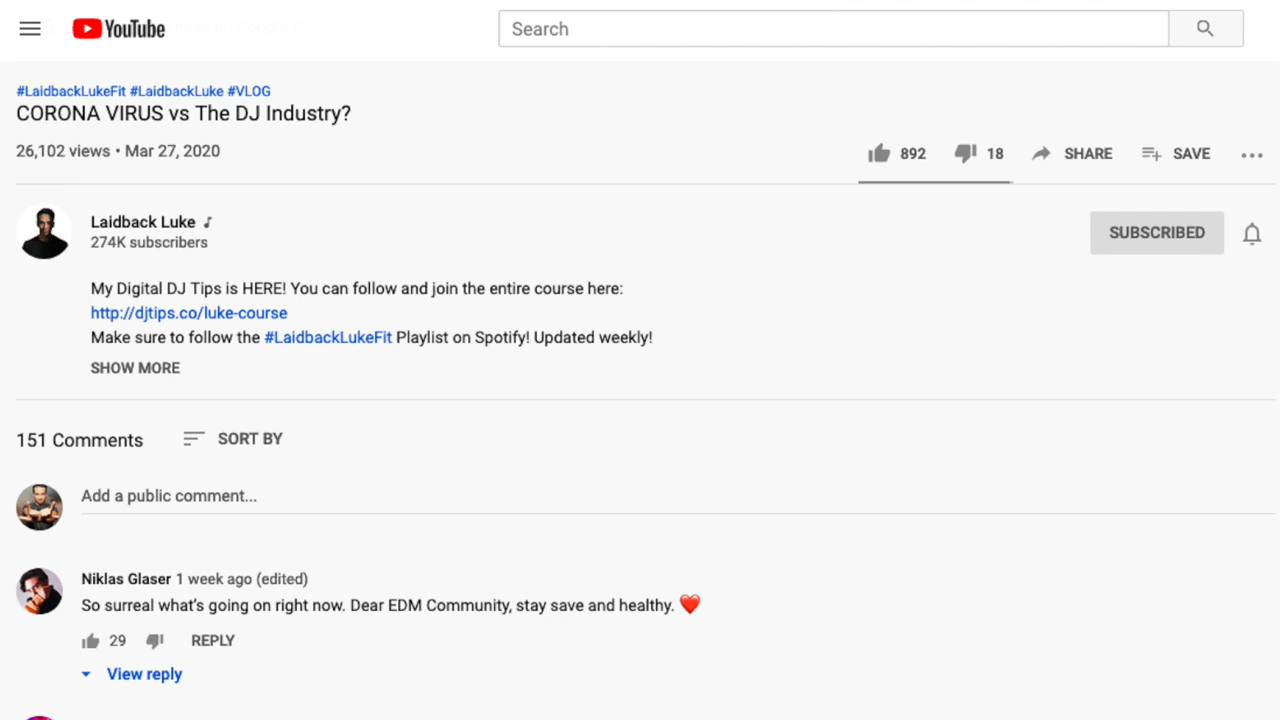 YouTube
Search
#LaidbackLukeFit #LaidbackLuke #VLOG
CORONA VIRUS vs The DJ Industry?
26,102 views • Mar 27, 2020
892 18 SHARE SAVE
Laidback Luke
274K subscribers
SUBSCRIBED
My Digital DJ Tips is HERE! You can follow and join the entire course here:
http://djtips.co/luke-course
Make sure to follow the #LaidbackLukeFit Playlist on Spotify! Updated weekly!
SHOW MORE
151 Comments SORT BY
Add a public comment...
Niklas Glaser 1 week ago (edited)
So surreal what's going on right now. Dear EDM Community, stay save and healthy. ❤️
29 REPLY
View reply